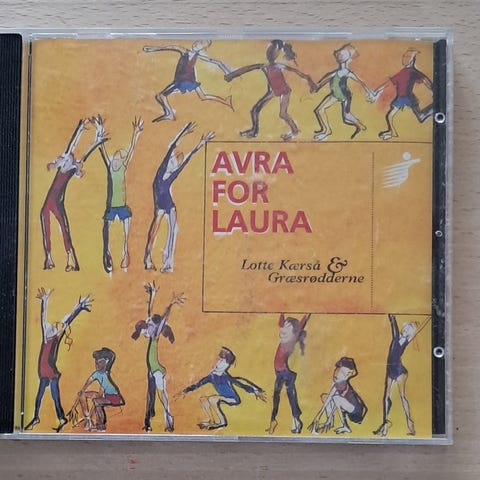 AVRA
FOR
LAURA
Lotte Kærså &
Græsrødderne